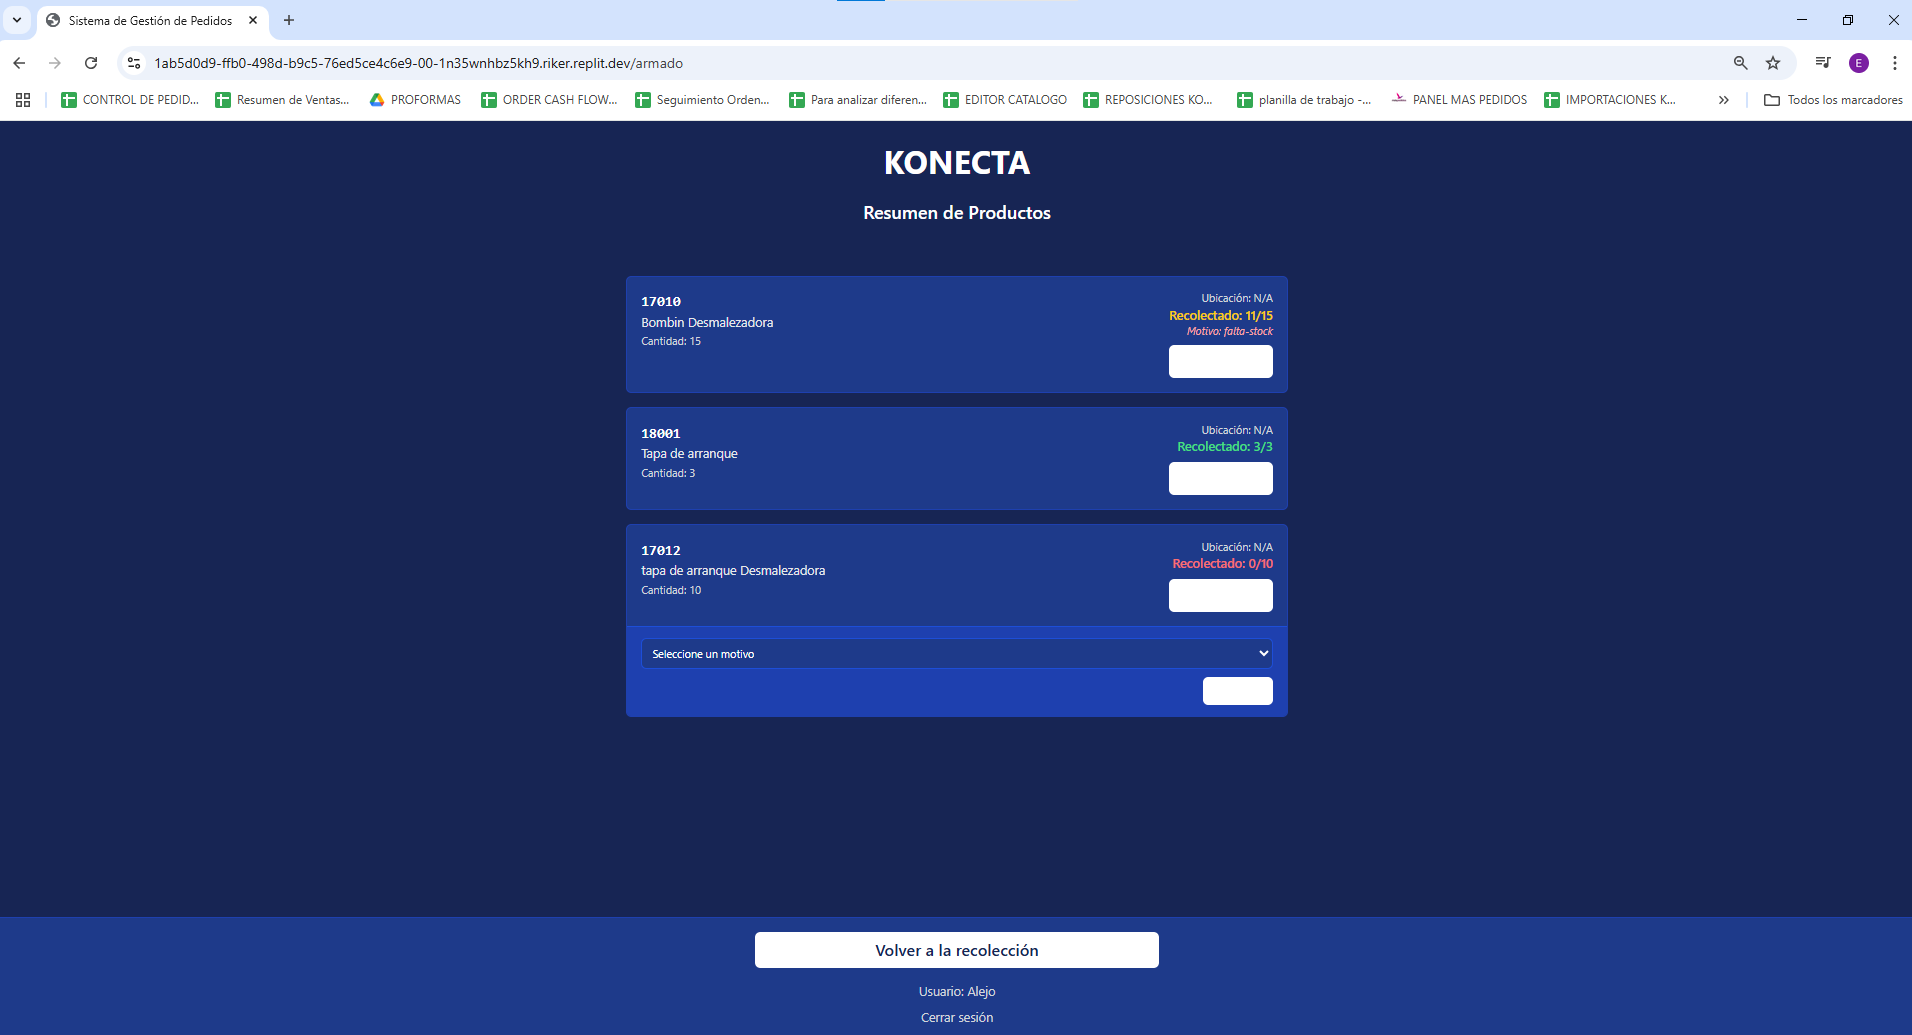 Sistema de Gestión de Pedidos
1ab5d0d9-ffb0-498d-b9c5-76ed5ce4c6e9-00-1n35wnhbz5kh9.riker.replit.dev/armado
E
CONTROL DE PEDID...
Resumen de Ventas...
PROFORMAS
ORDER CASH FLOW...
Seguimiento Orden...
Para analizar diferen...
EDITOR CATALOGO
REPOSICIONES KO...
planilla de trabajo -...
PANEL MAS PEDIDOS
IMPORTACIONES K...
Todos los marcadores
KONECTA
Resumen de Productos
17010
Bombin Desmalezadora
Cantidad: 15
Ubicación: N/A
Recolectado: 11/15
Motivo: falta-stock
18001
Tapa de arranque
Cantidad: 3
Ubicación: N/A
Recolectado: 3/3
17012
tapa de arranque Desmalezadora
Cantidad: 10
Ubicación: N/A
Recolectado: 0/10
Seleccione un motivo
Volver a la recolección
Usuario: Alejo
Cerrar sesión